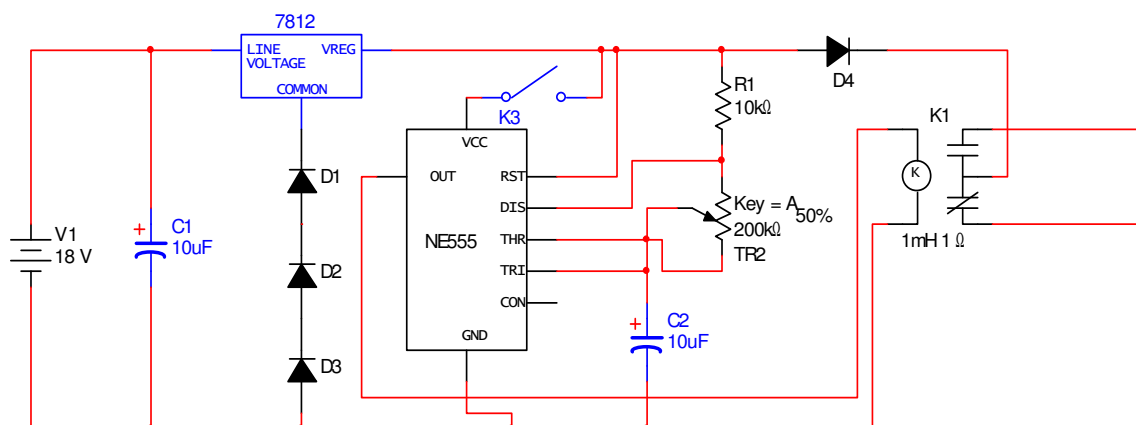 7812
LINE VREG
VOLTAGE
COMMON
K3
D4
R1
10kΩ
K1
VCC
OUT
RST
DIS
THR
TRI
CON
GND
NE555
D1
D2
D3
+
C1
10uF
V1
18 V
Key = A
50%
200kΩ
TR2
K
1mH 1 Ω
+
C2
10uF